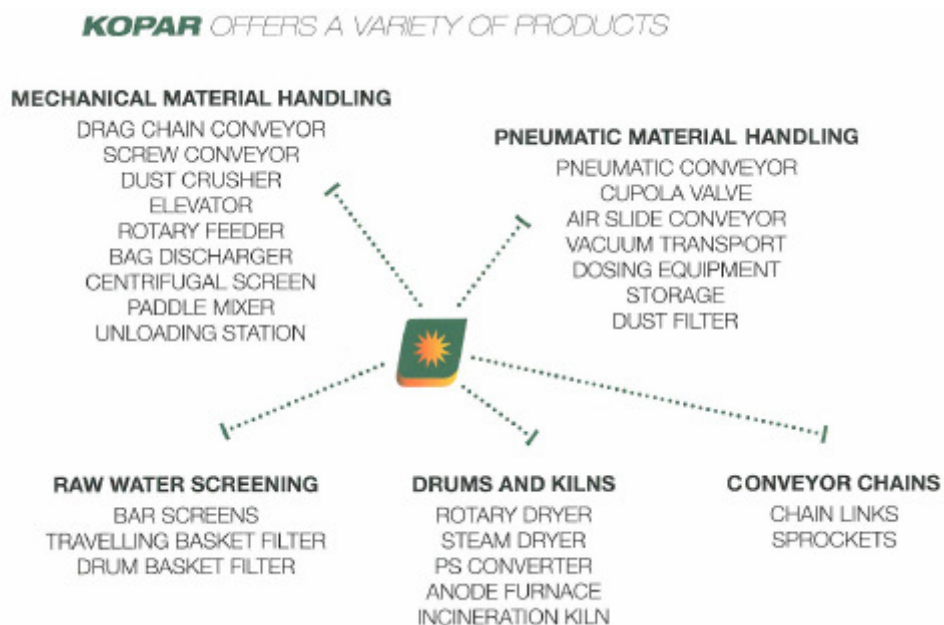 KOPAR OFFERS A VARIETY OF PRODUCTS
MECHANICAL MATERIAL HANDLING
DRAG CHAIN CONVEYOR
SCREW CONVEYOR
DUST CRUSHER
ELEVATOR
ROTARY FEEDER
BAG DISCHARGER
CENTRIFUGAL SCREEN
PADDLE MIXER
UNLOADING STATION
PNEUMATIC MATERIAL HANDLING
PNEUMATIC CONVEYOR
CUPOLA VALVE
AIR SLIDE CONVEYOR
VACUUM TRANSPORT
DOSING EQUIPMENT
STORAGE
DUST FILTER
RAW WATER SCREENING
BAR SCREENS
TRAVELLING BASKET FILTER
DRUM BASKET FILTER
DRUMS AND KILNS
ROTARY DRYER
STEAM DRYER
PS CONVERTER
ANODE FURNACE
INCINERATION KILN
CONVEYOR CHAINS
CHAIN LINKS
SPROCKETS